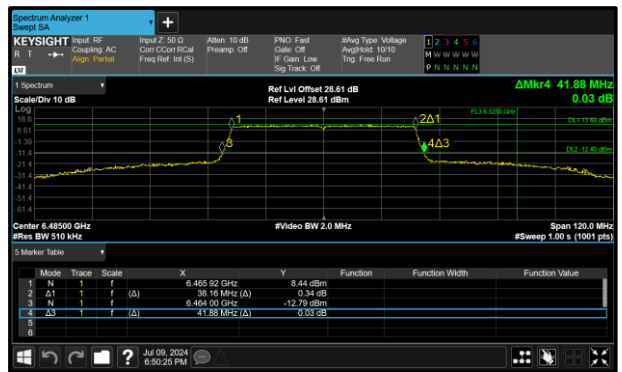 Spectrum Analyzer 1
Swept SA
+
KEYSIGHT Input: RF Input Z: 50 Ω Atten: 10 dB PNO: Fast #Avg Type: Voltage 1 2 3 4 5 6
R T Coupling: AC Corr CCorr RCal Preamp: Off Gate: Off Avg|Hold: 10/10 M W W W W W
Align: Partial Freq Ref: Int (S) IF Gain: Low Trig: Free Run
LXI Sig Track: Off P N N N N N
1 Spectrum Ref Lvl Offset 28.61 dB ΔMkr4 41.88 MHz
Scale/Div 10 dB Ref Level 28.61 dBm 0.03 dB
Log
18.6 1 2Δ1 FL3 6.5250 GHz DL1 13.60 dBm
8.61
-1.39 3 4Δ3
-11.4 DL2 -12.40 dBm
-21.4
-31.4
-41.4
-51.4
-61.4
Center 6.48500 GHz #Video BW 2.0 MHz Span 120.0 MHz
#Res BW 510 kHz #Sweep 1.00 s (1001 pts)
5 Marker Table
Mode Trace Scale X Y Function Function Width Function Value
1 N 1 f 6.465 92 GHz 8.44 dBm
2 Δ1 1 f (Δ) 38.16 MHz (Δ) 0.34 dB
3 N 1 f 6.464 00 GHz -12.79 dBm
4 Δ3 1 f (Δ) 41.88 MHz (Δ) 0.03 dB
5
6
? Jul 09, 2024
6:50:25 PM